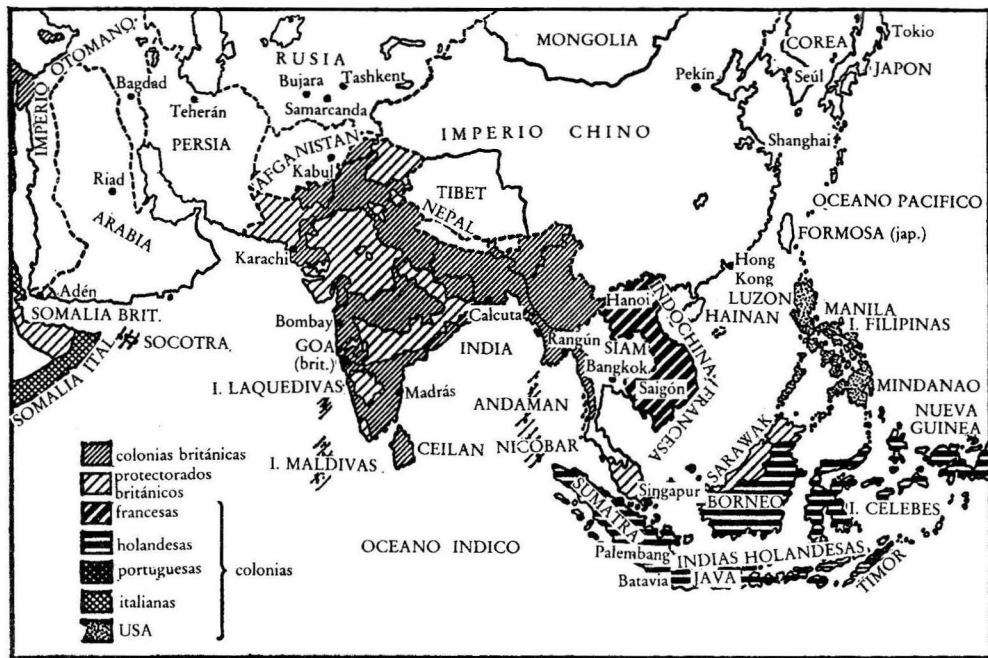 MONGOLIA
COREA
Tokio
IMPERIO OTOMANO
RUSIA
Bujara
Tashkent
Samarcanda
Pekín
Seúl
JAPON
Bagdad
Teherán
PERSIA
AFGANISTAN
Kabul
IMPERIO CHINO
Shanghai
Riad
ARABIA
TIBET
NEPAL
OCEANO PACIFICO
FORMOSA (jap.)
Karachi
Hong
Kong
Adén
SOMALIA BRIT.
SOCOTRA
SOMALIA ITAL
Bombay
Calcuta
Hanoi
HAINAN
LUZON
MANILA
I. FILIPINAS
GOA
(brit.)
INDIA
Rangún
SIAM
Bangkok
INDOCHINA FRANCESA
Saigón
I. LAQUEDIVAS
Madrás
ANDAMAN
MINDANAO
NUEVA
GUINEA
I. MALDIVAS
CEILAN
NICOBAR
SARAWAK
Singapur
BORNEO
I. CELEBES
SUMATRA
OCEANO INDICO
Palembang
INDIAS HOLANDESAS
Batavia
JAVA
TIMOR
colonias británicas
protectorados
británicos
francesas
holandesas
portuguesas
italianas
USA
colonias